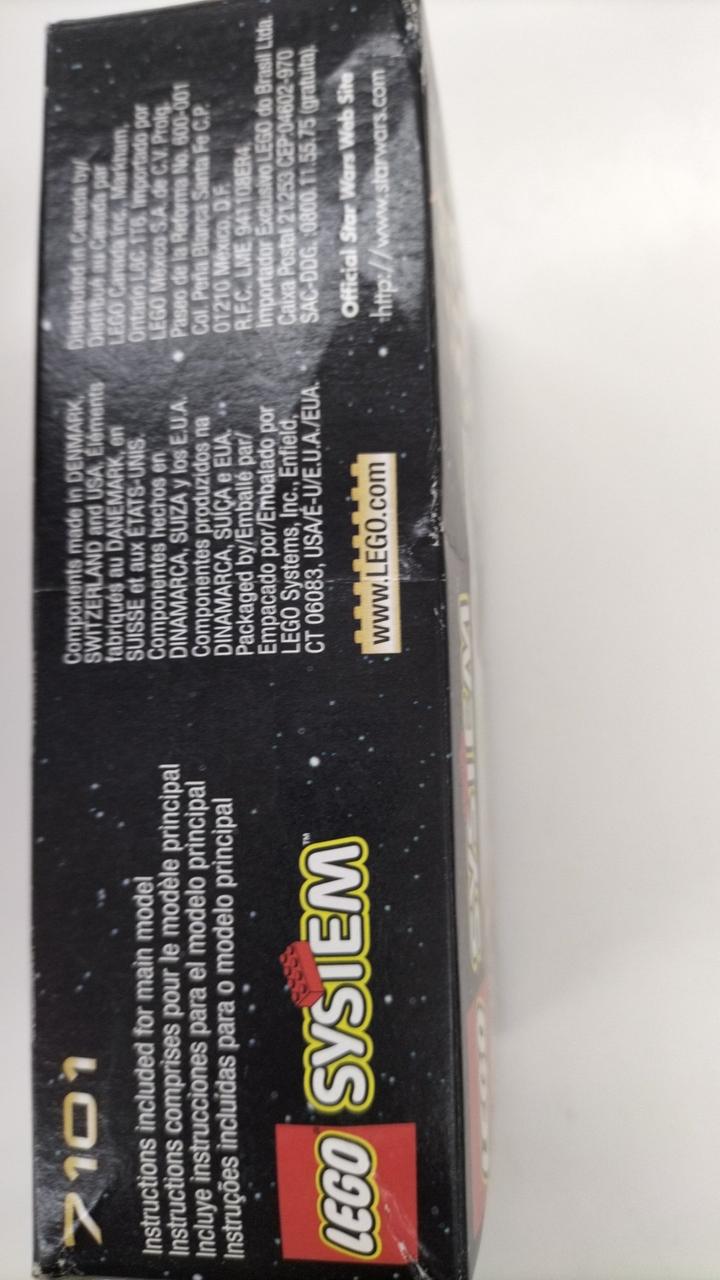 7101
Instructions included for main model
Instructions comprises pour le modèle principal
Incluye instrucciones para el modelo principal
Instruções incluídas para o modelo principal
LEGO SYSTEM™
Components made in DENMARK,
SWITZERLAND and USA. Éléments
fabriqués au DANEMARK, en
SUISSE et aux ÉTATS-UNIS.
Componentes hechos en
DINAMARCA, SUIZA y los E.U.A.
Componentes produzidos na
DINAMARCA, SUIÇA e EUA.
Packaged by/Emballé par/
Empacado por/Embalado por
LEGO Systems, Inc., Enfield,
CT 06083, USA/É-U/E.U.A./EUA.
www.LEGO.com
Distributed in Canada by/
Distribué au Canada par
LEGO Canada Inc., Markham,
Ontario L6C 1T6. Importado por
LEGO Mexico S.A. de C.V. Prolg.
Paseo de la Reforma No. 600-001
Col. Peña Blanca Santa Fe C.P.
01210 Mexico, D.F.
R.F.C. LME 941108ER4.
Importador Exclusivo LEGO do Brasil Ltda.
Caixa Postal 21.253 CEP 04602-970
SAC-DDG.: 0800 11.55.75 (gratuita).
Official Star Wars Web Site
http://www.starwars.com
LEGO SYSTEM